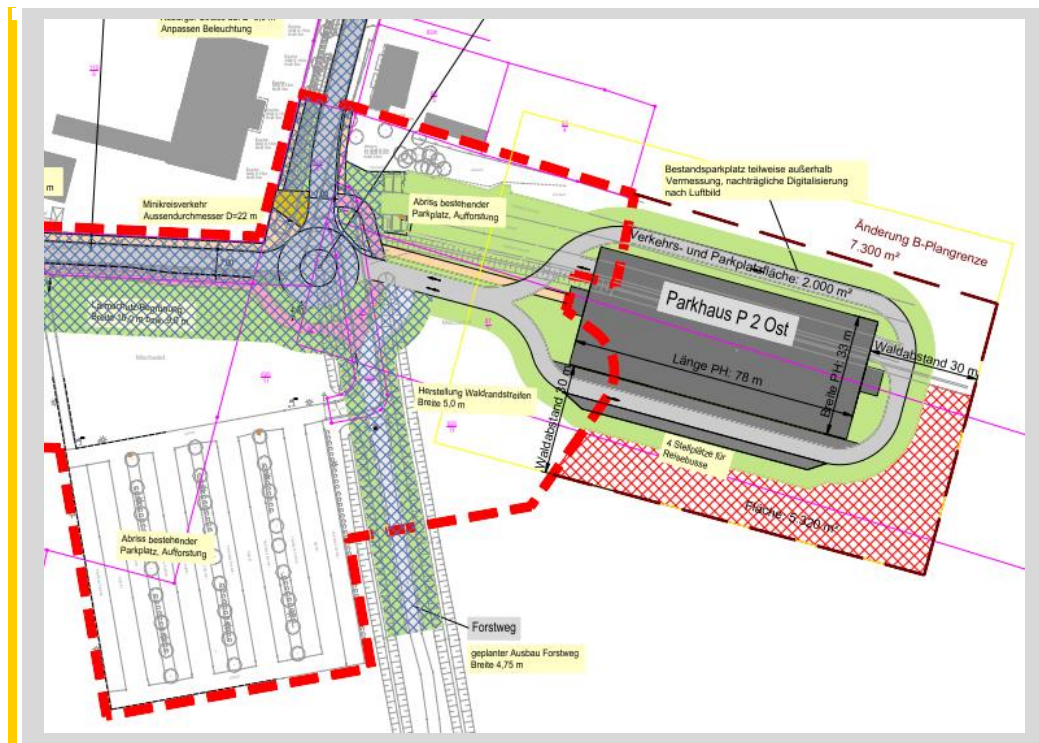 Anpassen Beleuchtung
m
Minikreisverkehr
Aussendurchmesser D=22 m
Abriss bestehender
Parkplatz, Aufforstung
Bestandsparkplatz teilweise außerhalb
Vermessung, nachträgliche Digitalisierung
nach Luftbild
Änderung B-Plangrenze
7.300 m²
Verkehrs- und Parkplatzfläche: 2.000 m²
Parkhaus P 2 Ost
Länge PH: 78 m
Breite PH: 33 m
Waldabstand 30 m
Lärmschutz-Begrünung
Herstellung Waldrandstreifen
Breite 5,0 m
Waldabstand 30 m
4 Stellplätze für
Reisebusse
Fläche: 5.320 m²
Abriss bestehender
Parkplatz, Aufforstung
Forstweg
geplanter Ausbau Forstweg
Breite 4,75 m